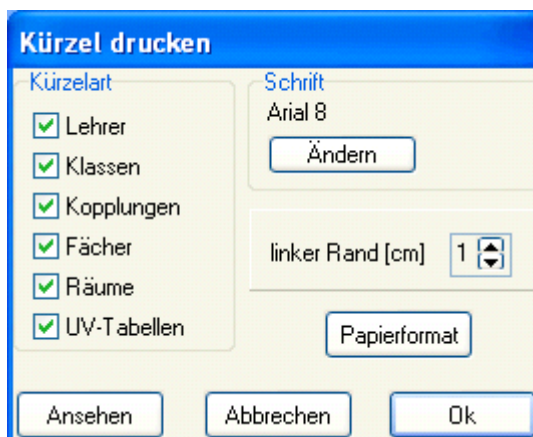 Kürzel drucken
Kürzelart
Lehrer
Klassen
Kopplungen
Fächer
Räume
UV-Tabellen
Schrift
Arial 8
Ändern
linker Rand [cm] 1
Papierformat
Ansehen Abbrechen Ok